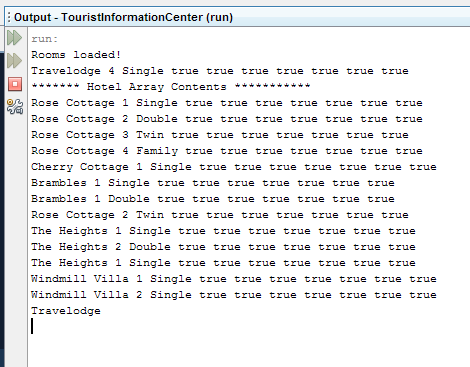 Output - TouristInformationCenter (run)
run:
Rooms loaded!
Travelodge 4 Single true true true true true true true
******* Hotel Array Contents ***********
Rose Cottage 1 Single true true true true true true true
Rose Cottage 2 Double true true true true true true true
Rose Cottage 3 Twin true true true true true true true
Rose Cottage 4 Family true true true true true true true
Cherry Cottage 1 Single true true true true true true true
Brambles 1 Single true true true true true true true
Brambles 1 Double true true true true true true true
Rose Cottage 2 Twin true true true true true true true
The Heights 1 Single true true true true true true true
The Heights 2 Double true true true true true true true
The Heights 1 Single true true true true true true true
Windmill Villa 1 Single true true true true true true true
Windmill Villa 2 Single true true true true true true true
Travelodge